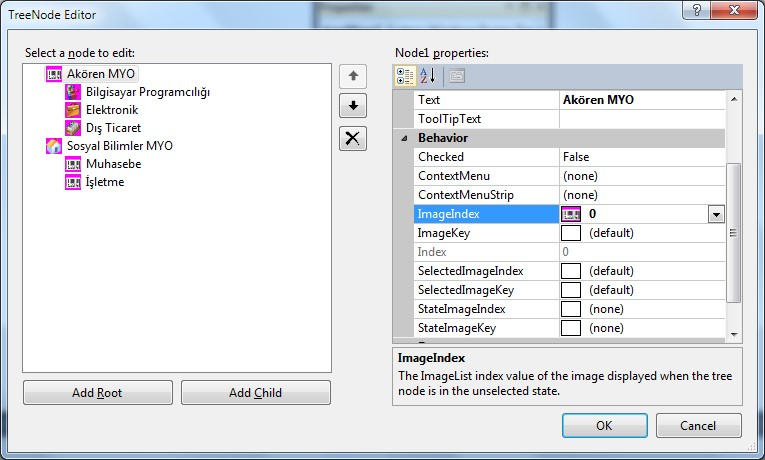 TreeNode Editor
Select a node to edit:
Akören MYO
Bilgisayar Programcılığı
Elektronik
Dış Ticaret
Sosyal Bilimler MYO
Muhasebe
İşletme
Add Root
Add Child
Node1 properties:
Text Akören MYO
ToolTipText
Behavior
Checked False
ContextMenu (none)
ContextMenuStrip (none)
ImageIndex 0
ImageKey (default)
Index 0
SelectedImageIndex (default)
SelectedImageKey (default)
StateImageIndex (none)
StateImageKey (none)
ImageIndex
The ImageList index value of the image displayed when the tree
node is in the unselected state.
OK
Cancel